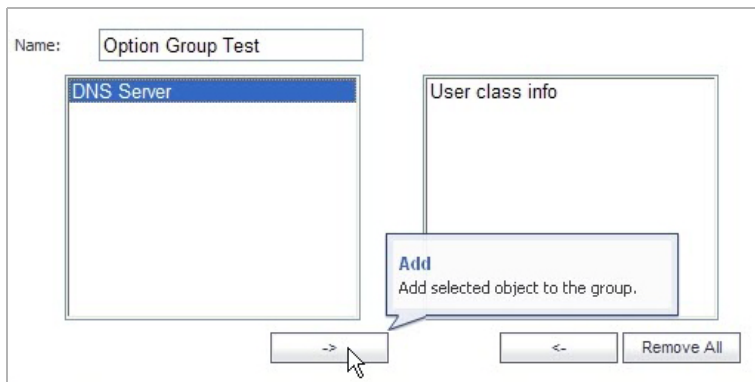 Name: Option Group Test
DNS Server
User class info
Add
Add selected object to the group.
->
<-
Remove All